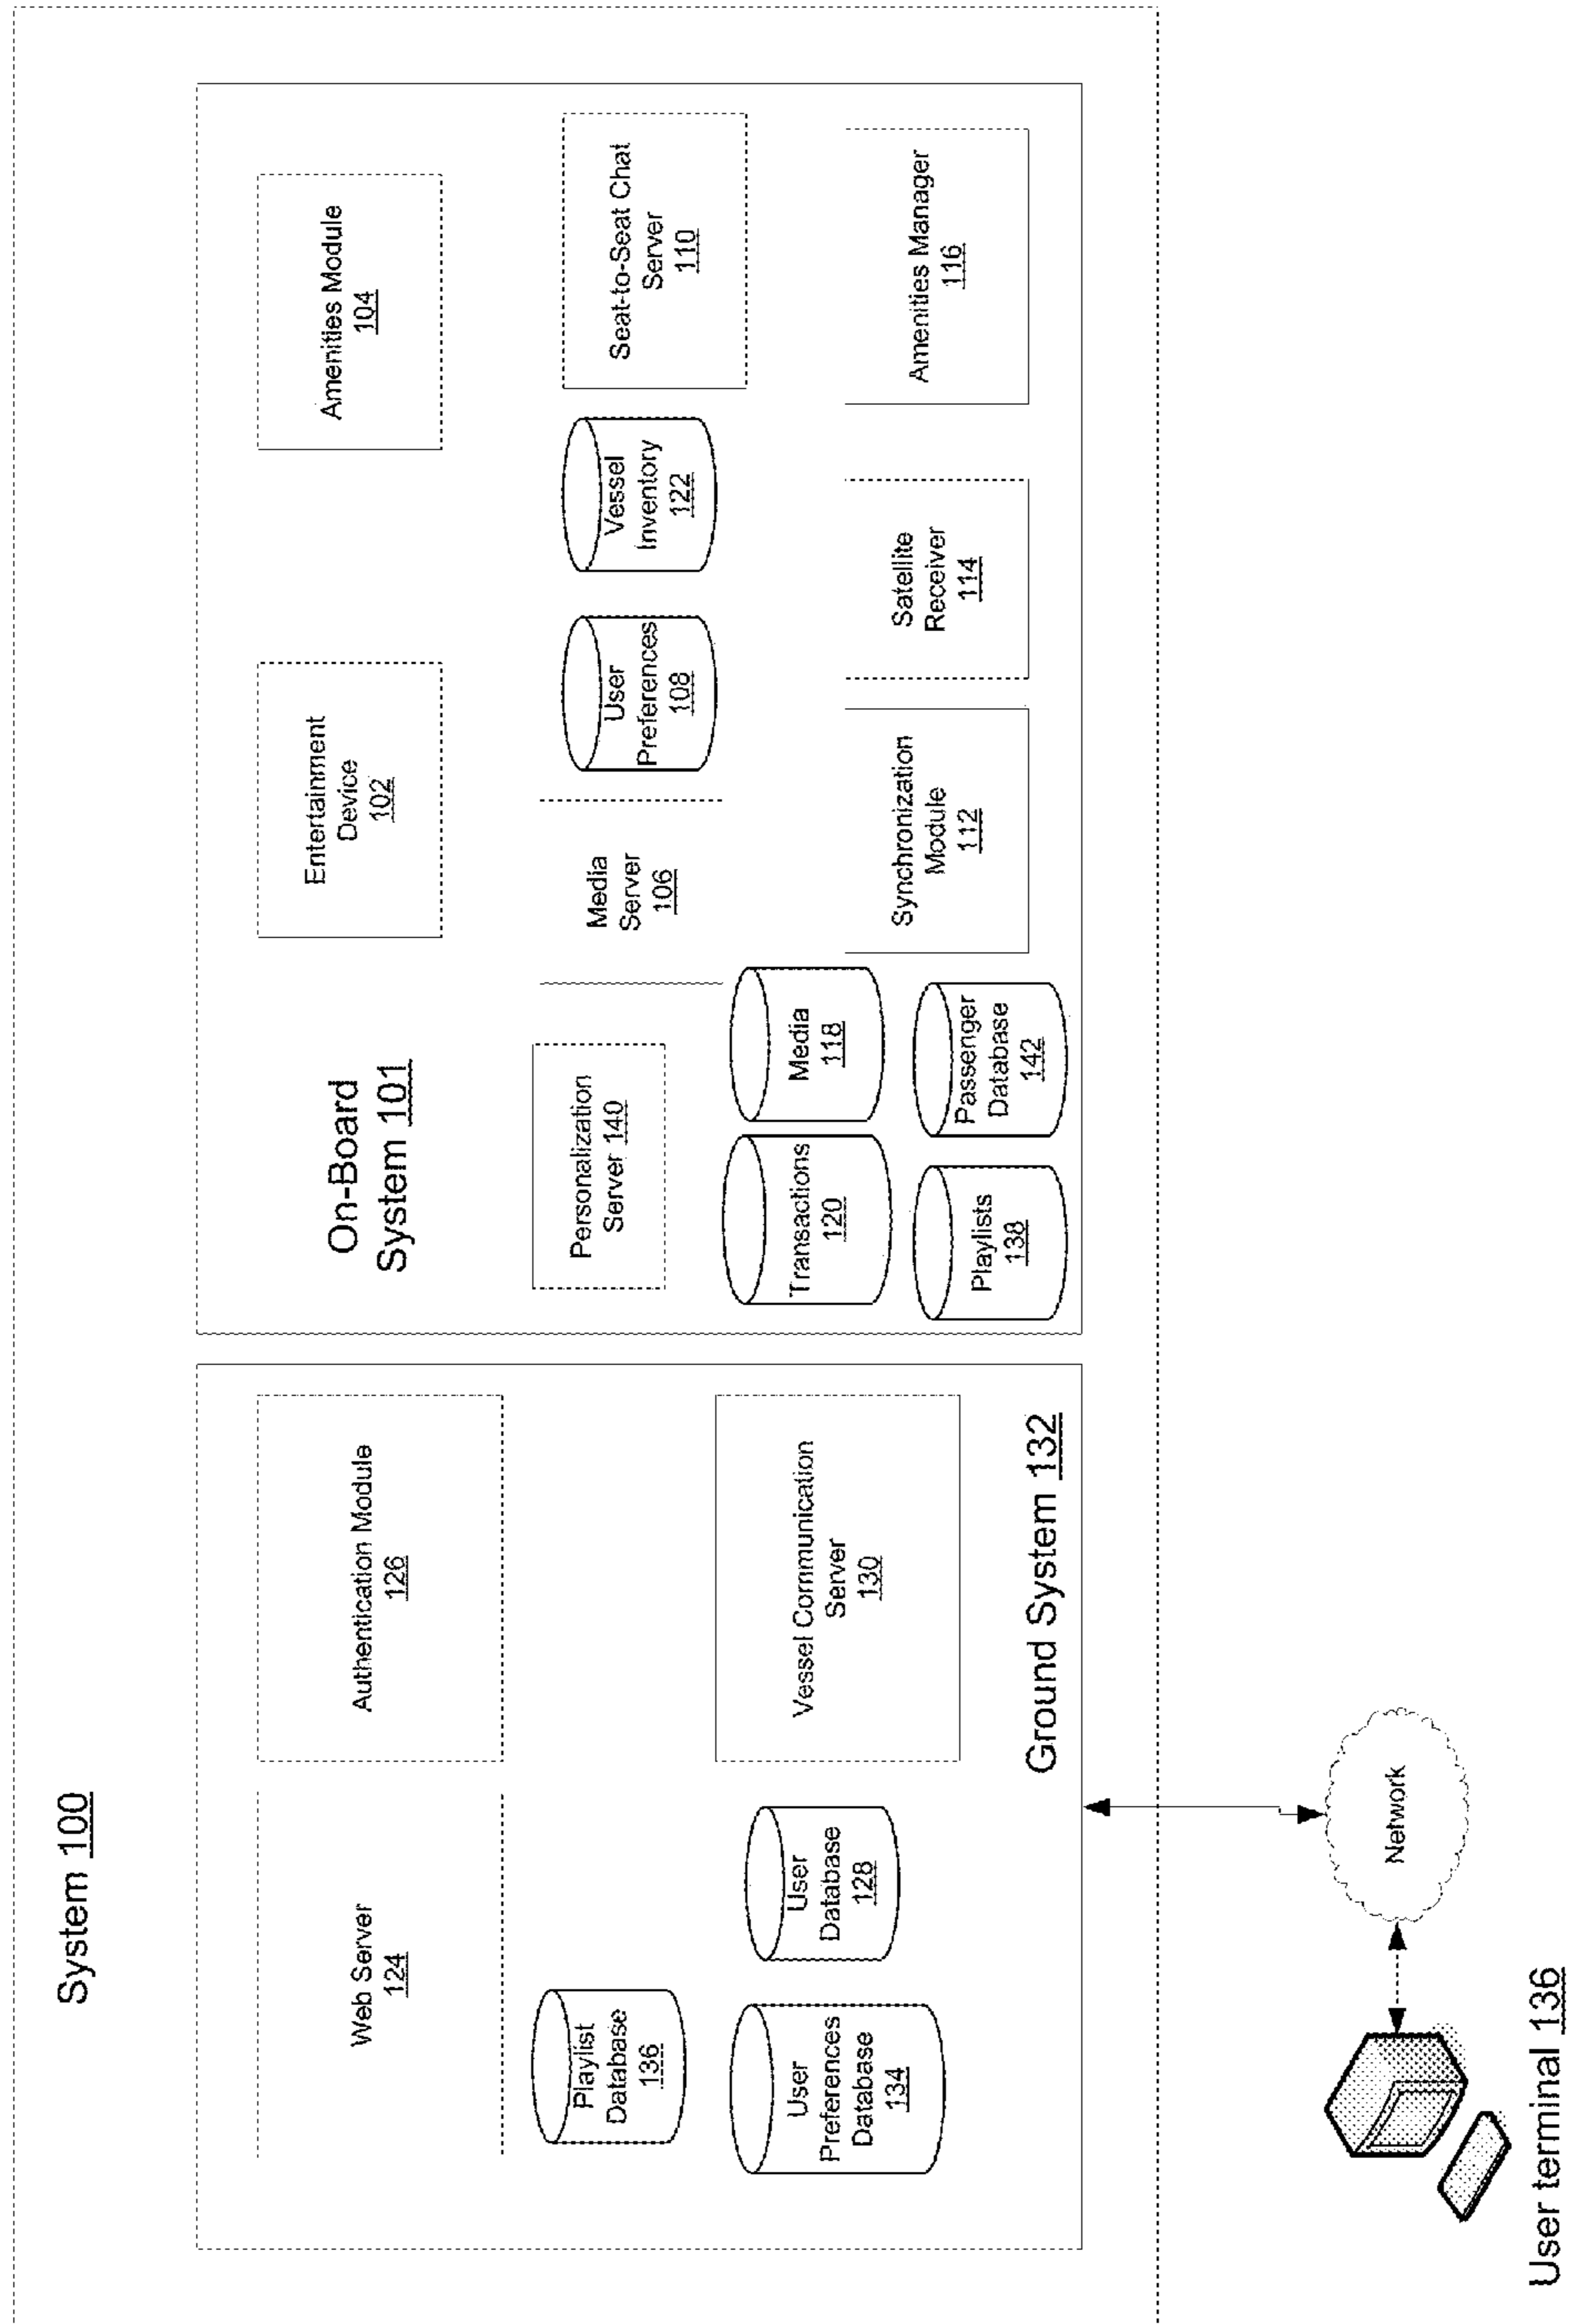 System 100
Web Server
124
Authentication Module
126
Playlist
Database
136
User
Preferences
Database
134
User
Database
128
Vessel Communication
Server
130
Ground System 132
On-Board
System 101
Entertainment
Device
102
Amenities Module
104
Personalization
Server 140
Media
Server
106
User
Preferences
108
Vessel
Inventory
122
Seat-to-Seat Chat
Server
110
Transactions
120
Media
118
Playlists
138
Passenger
Database
142
Synchronization
Module
112
Satellite
Receiver
114
Amenities Manager
116
Network
User terminal 136